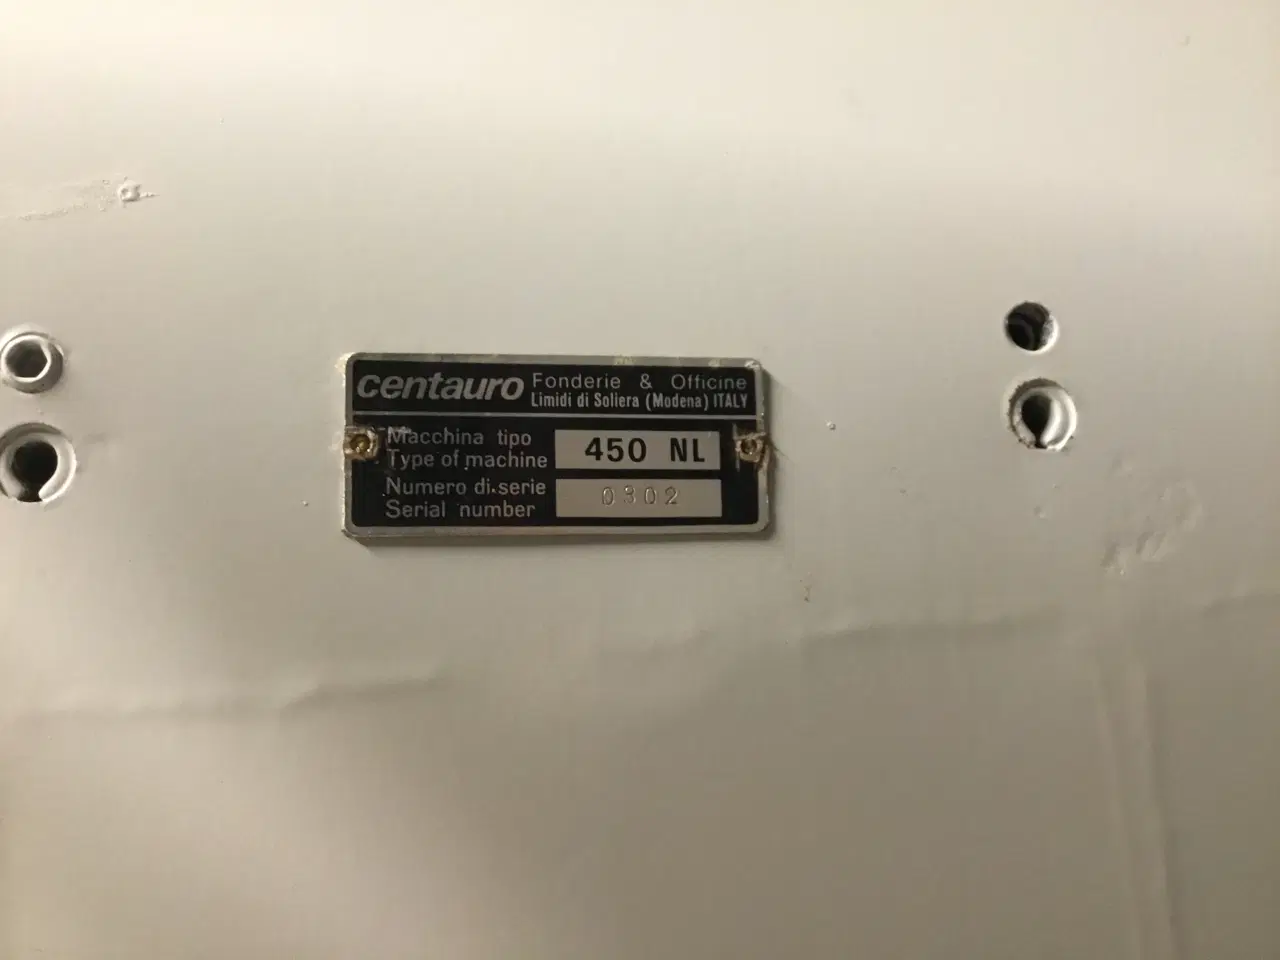 centauro Fonderie & Officine
Limidi di Soliera (Modena) ITALY
Macchina tipo
Type of machine
450 NL
Numero di serie
Serial number
0302